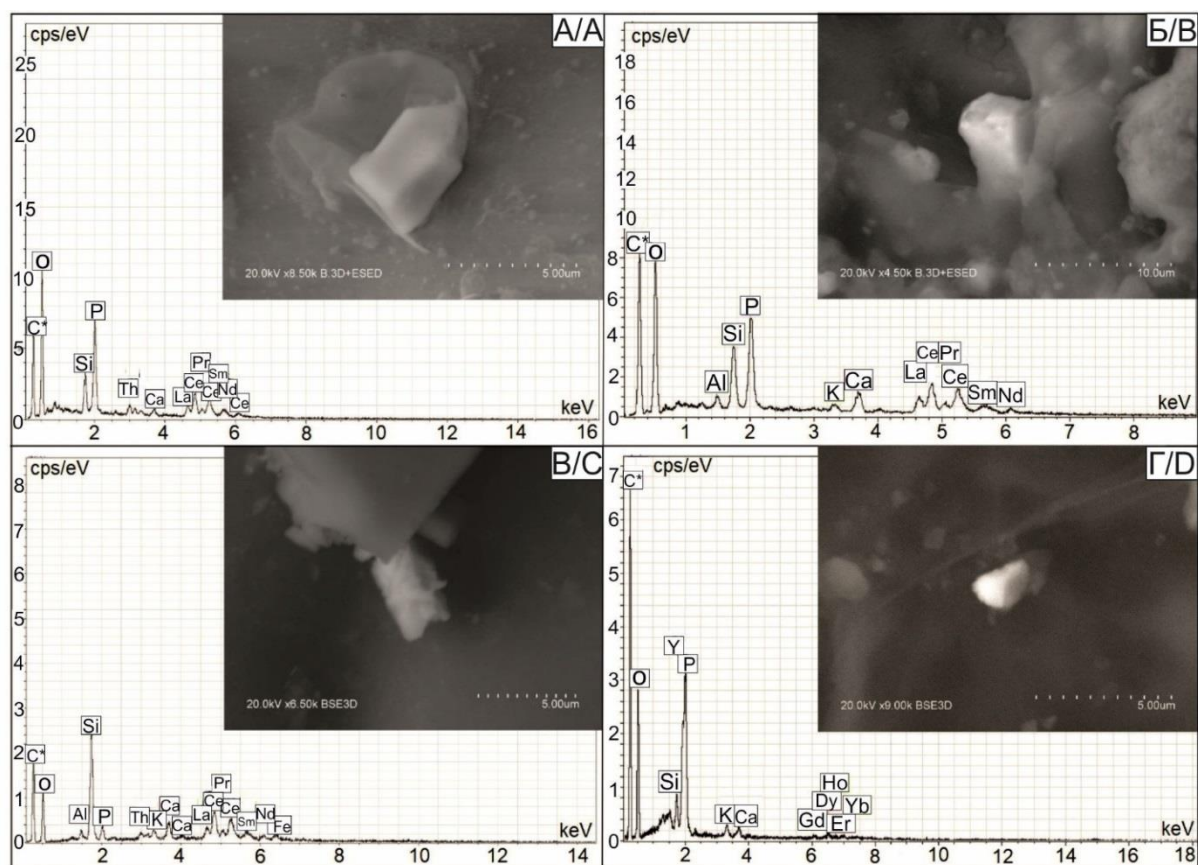 cps/eV
А/A
25
20
15
10
5
0
C*
O
Si
P
Th
Ca
La
Ce
Pr
Sm
Ce
Nd
Ce
keV
2 4 6 8 10 12 14 16
20.0kV x8.50k B.3D+ESED
5.00um
cps/eV
Б/B
18
16
14
12
10
8
6
4
2
0
C*
O
Al
Si
P
K
Ca
La
Ce
Pr
Ce
Sm
Nd
keV
1 2 3 4 5 6 7 8
20.0kV x4.50k B.3D+ESED
10.0um
cps/eV
В/C
8
7
6
5
4
3
2
1
0
C*
O
Al
Si
P
Th
K
Ca
Ca
La
Ce
Pr
Ce
Sm
Nd
Fe
keV
2 4 6 8 10 12 14
20.0kV x6.50k BSE3D
5.00um
cps/eV
Г/D
7
6
5
4
3
2
1
0
C*
O
Si
Y
P
K
Ca
Gd
Dy
Ho
Er
Yb
keV
2 4 6 8 10 12 14 16 18
20.0kV x9.00k BSE3D
5.00um